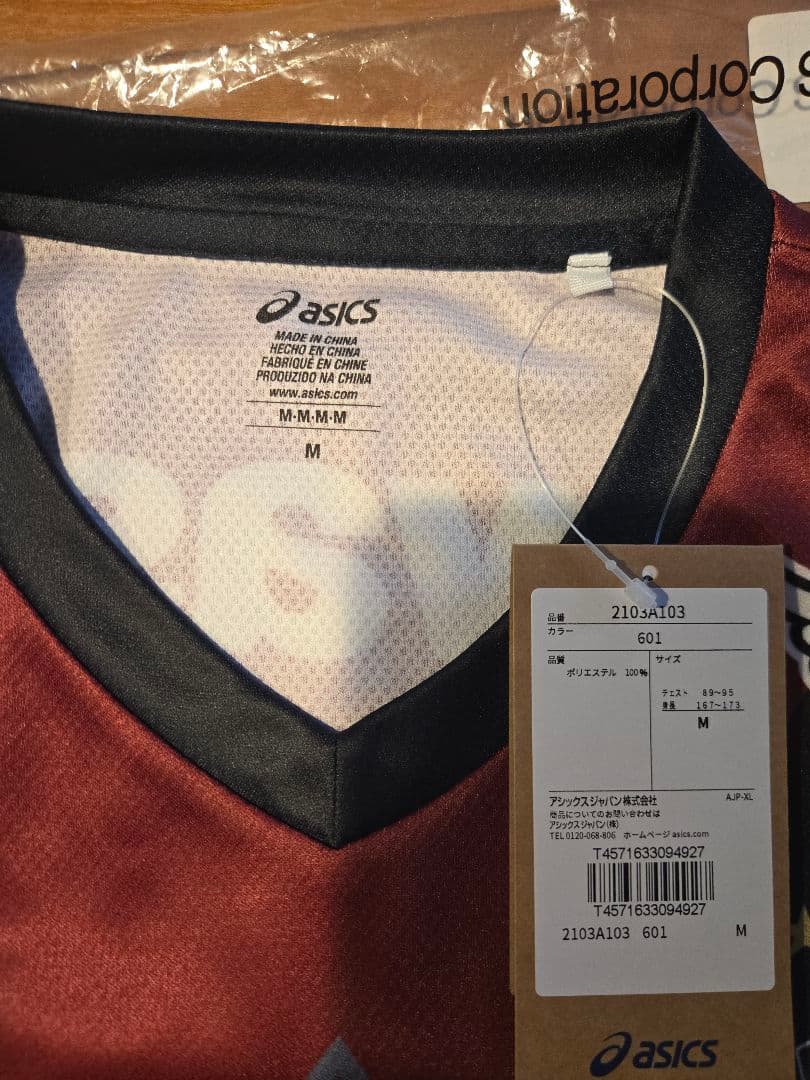 S Corporation
asics
MADE IN CHINA
HECHO EN CHINA
FABRIQUÉ EN CHINE
PRODUZIDO NA CHINA
www.asics.com
M·M·M·M
M
品番 2103A103
カラー 601
品質
ポリエステル 100%
サイズ
チェスト 89~95
身長 167~173
M
アシックスジャパン株式会社 AJP-XL
商品についてのお問い合わせは
アシックスジャパン(株)
TEL 0120-068-806 ホームページ asics.com
T4571633094927
T4571633094927
2103A103 601 M
asics